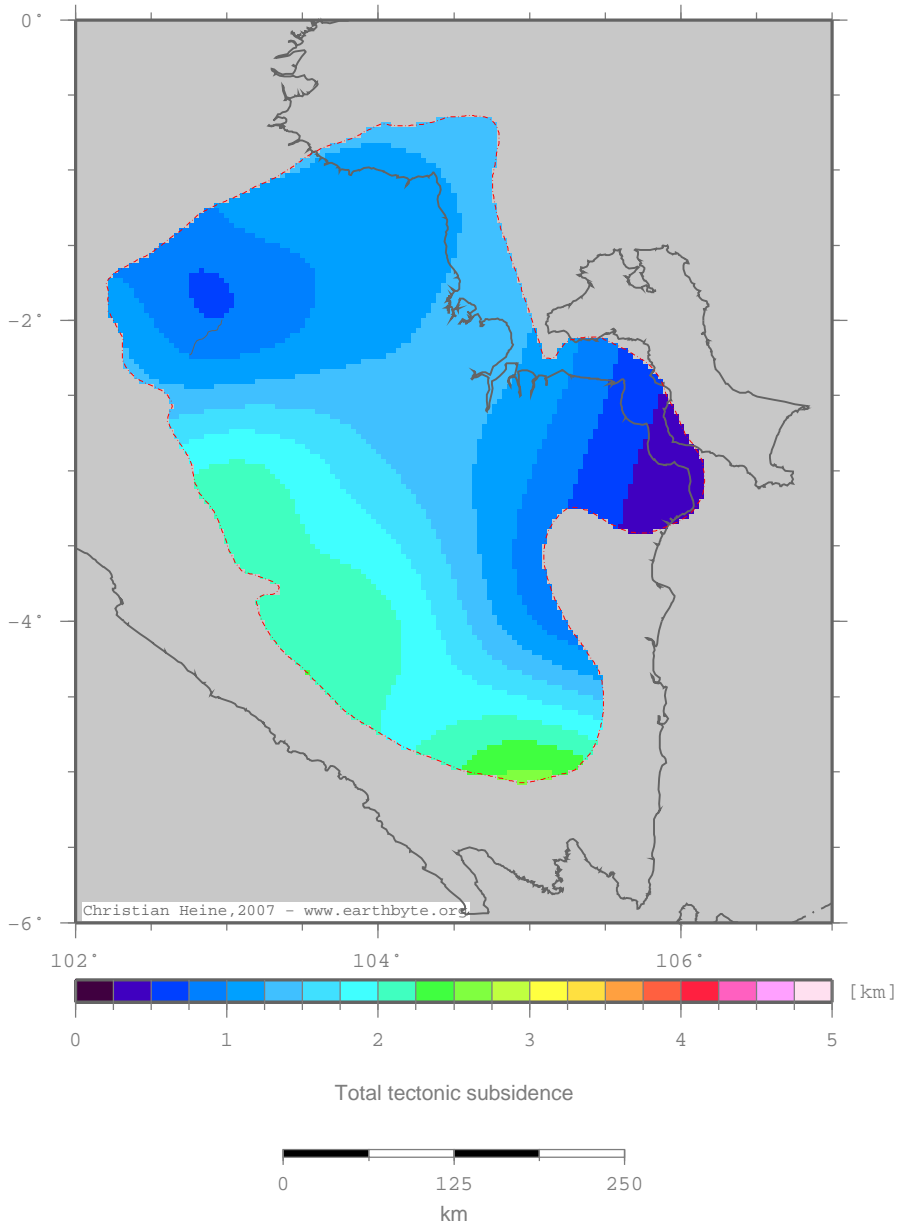 0°
−2°
−4°
−6°
Christian Heine,2007 − www.earthbyte.org
102° 104° 106°
[km]
0 1 2 3 4 5
Total tectonic subsidence
0 125 250
km